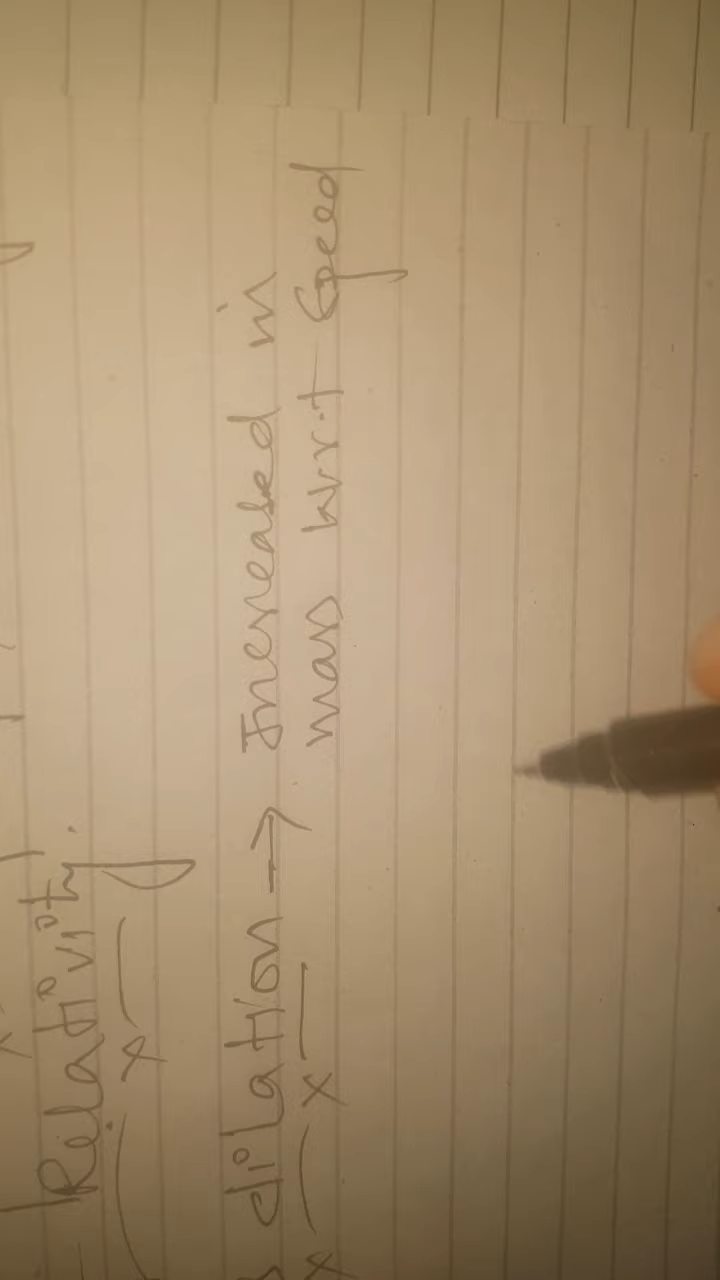 Relativity.
dilation → Increased in
mass w.r.t speed